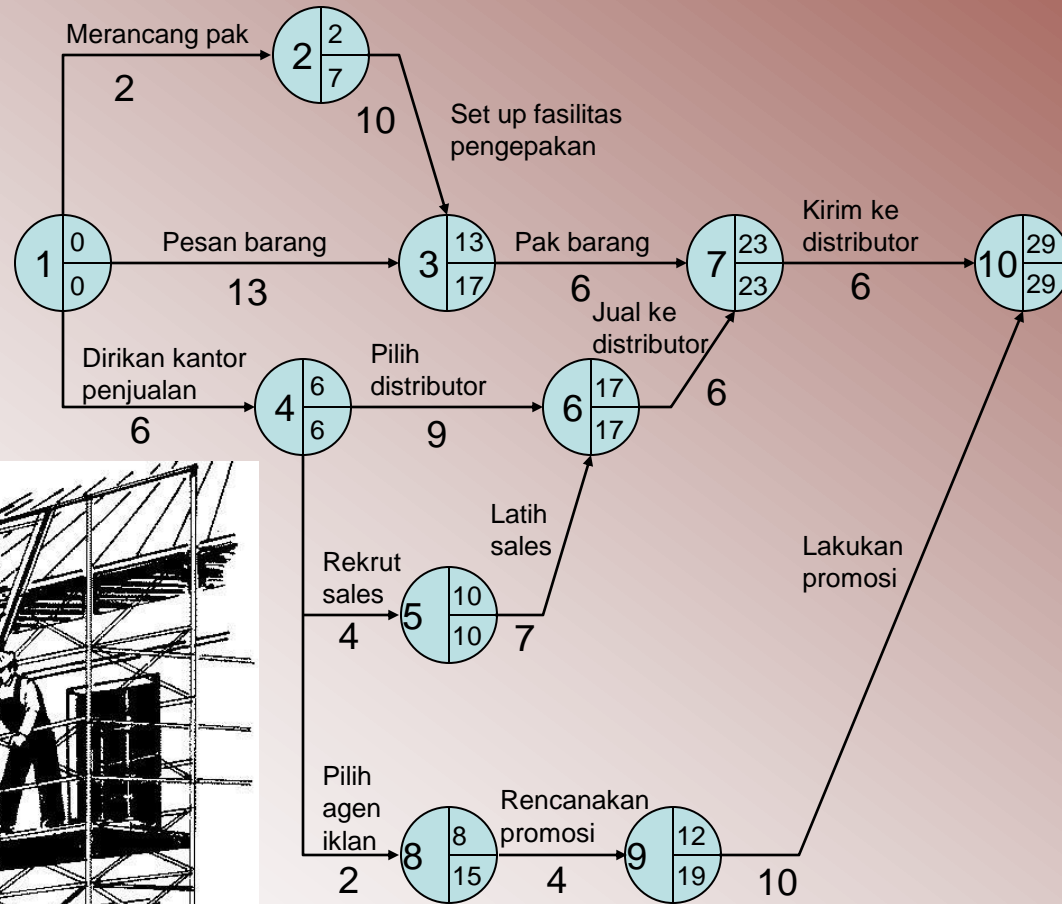 Merancang pak
2
2
2
7
10
Set up fasilitas
pengepakan
1
0
0
Pesan barang
13
3
13
17
Pak barang
6
7
23
23
Kirim ke
distributor
6
10
29
29
Jual ke
distributor
6
Dirikan kantor
penjualan
6
4
6
6
Pilih
distributor
9
6
17
17
Rekrut
sales
4
5
10
10
Latih
sales
7
Lakukan
promosi
Pilih
agen
iklan
2
8
8
15
Rencanakan
promosi
4
9
12
19
10